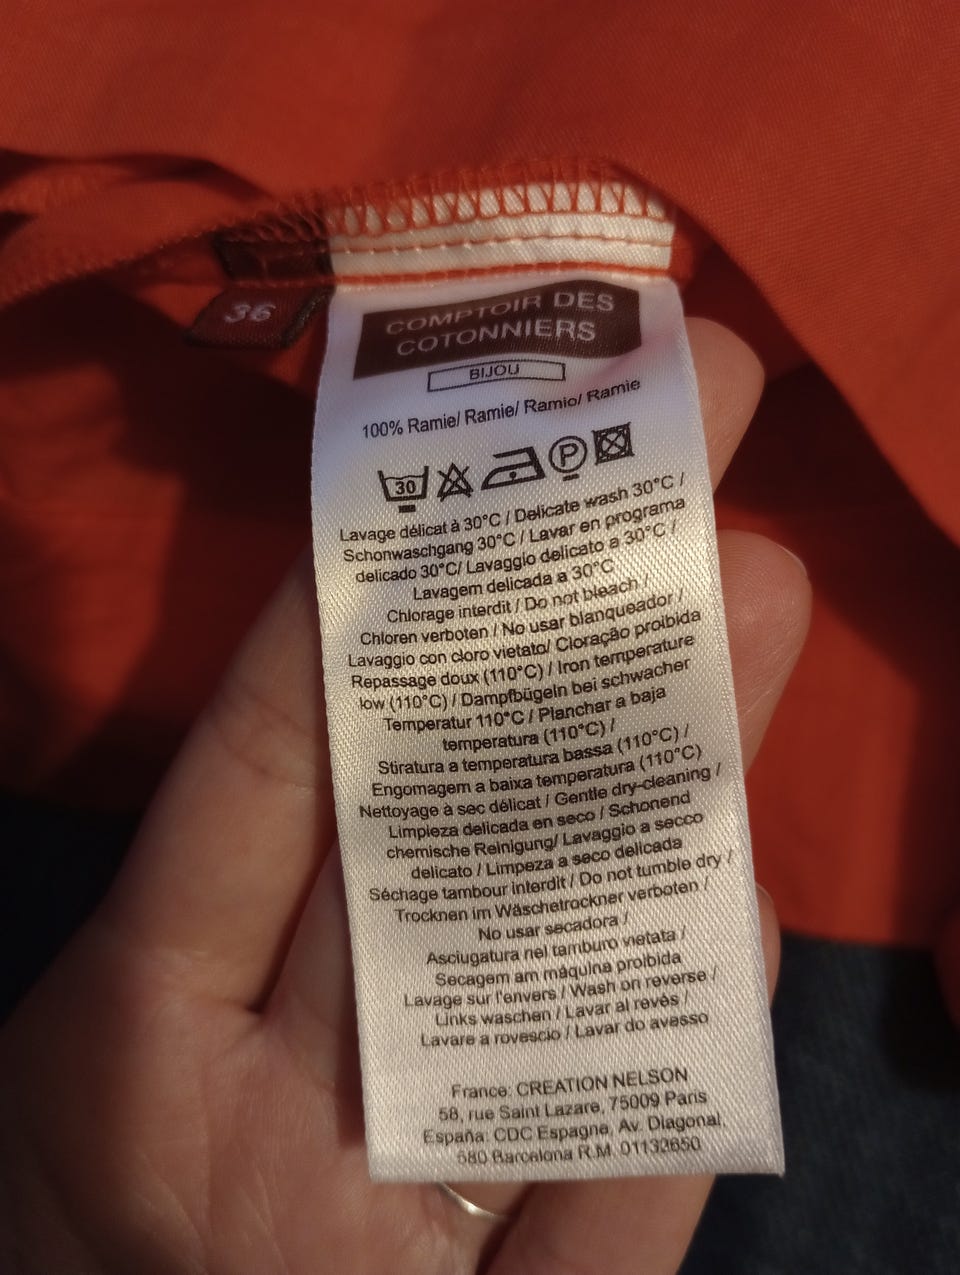 36
COMPTOIR DES
COTONNIERS
BIJOU
100% Ramie/ Ramie/ Ramio/ Ramie
30 P
Lavage délicat à 30°C / Delicate wash 30°C /
Schonwaschgang 30°C / Lavar en programa
delicado 30°C/ Lavaggio delicato a 30°C /
Lavagem delicada a 30°C
Chlorage interdit / Do not bleach /
Chloren verboten / No usar blanqueador /
Lavaggio con cloro vietato/ Cloração proibida
Repassage doux (110°C) / Iron temperature
low (110°C) / Dampfbügeln bei schwacher
Temperatur 110°C / Planchar a baja
temperatura (110°C) /
Stiratura a temperatura bassa (110°C) /
Engomagem a baixa temperatura (110°C)
Nettoyage à sec délicat / Gentle dry-cleaning /
Limpieza delicada en seco / Schonend
chemische Reinigung/ Lavaggio a secco
delicato / Limpeza a seco delicada
Séchage tambour interdit / Do not tumble dry /
Trocknen im Wäschetrockner verboten /
No usar secadora /
Asciugatura nel tamburo vietata /
Secagem am máquina proibida
Lavage sur l'envers / Wash on reverse /
Links waschen / Lavar al revés /
Lavare a rovescio / Lavar do avesso
France: CREATION NELSON
58, rue Saint Lazare, 75009 Paris
España: CDC Espagne, Av. Diagonal,
580 Barcelona R.M. 01132650